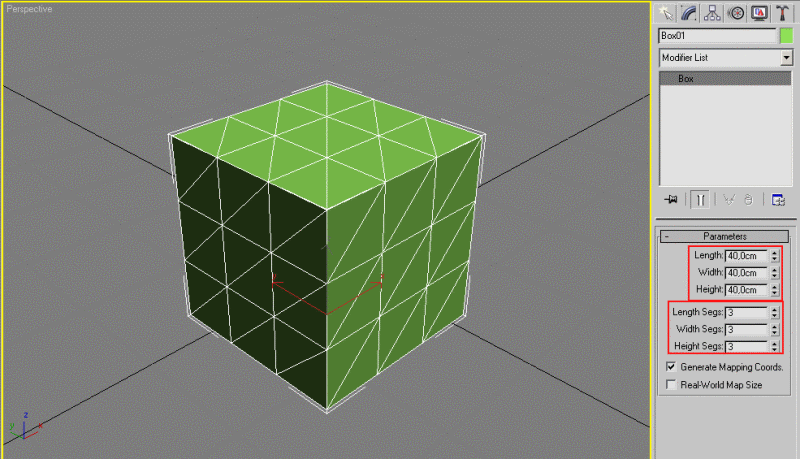 Perspective
z
x
y
Box01
Modifier List
Box
Parameters
Length: 40,0cm
Width: 40,0cm
Height: 40,0cm
Length Segs: 3
Width Segs: 3
Height Segs: 3
Generate Mapping Coords.
Real-World Map Size